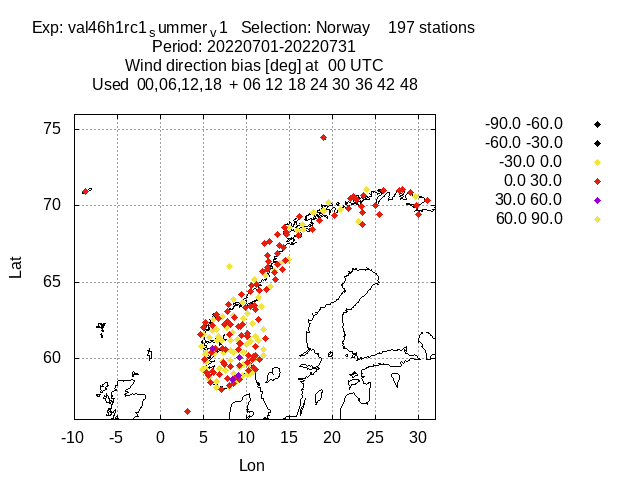 Exp: val46h1rc1summerv1 Selection: Norway 197 stations
Period: 20220701-20220731
Wind direction bias [deg] at 00 UTC
Used 00,06,12,18 + 06 12 18 24 30 36 42 48
-90.0 -60.0
-60.0 -30.0
-30.0 0.0
0.0 30.0
30.0 60.0
60.0 90.0
75
70
65
60
Lat
-10 -5 0 5 10 15 20 25 30
Lon